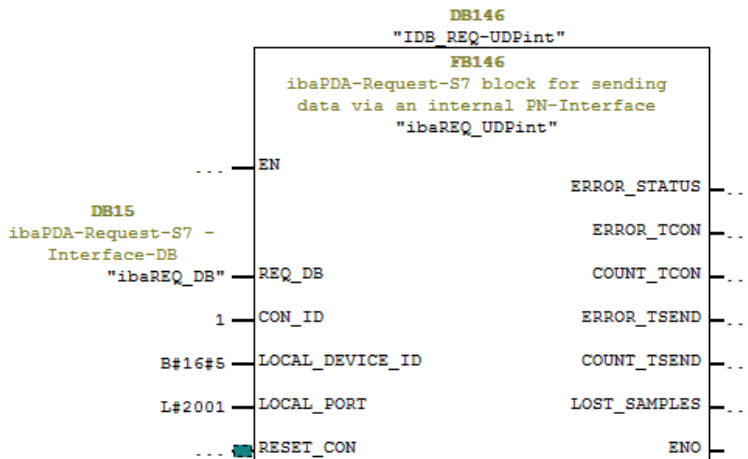 DB146
"IDB_REQ-UDPint"
FB146
ibaPDA-Request-S7 block for sending
data via an internal PN-Interface
"ibaREQ_UDPint"
... EN
ERROR_STATUS ..
DB15
ibaPDA-Request-S7 -
Interface-DB
"ibaREQ_DB" REQ_DB
ERROR_TCON ..
COUNT_TCON ..
1 CON_ID ERROR_TSEND ..
B#16#5 LOCAL_DEVICE_ID COUNT_TSEND ..
L#2001 LOCAL_PORT LOST_SAMPLES ..
... RESET_CON ENO